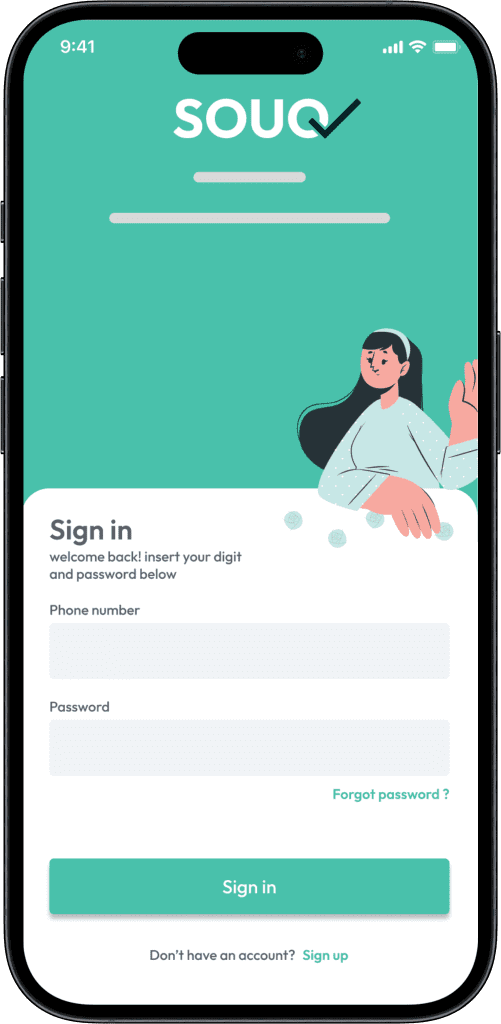 9:41
SOUQ
Sign in
welcome back! insert your digit
and password below
Phone number
Password
Forgot password ?
Sign in
Don't have an account? Sign up